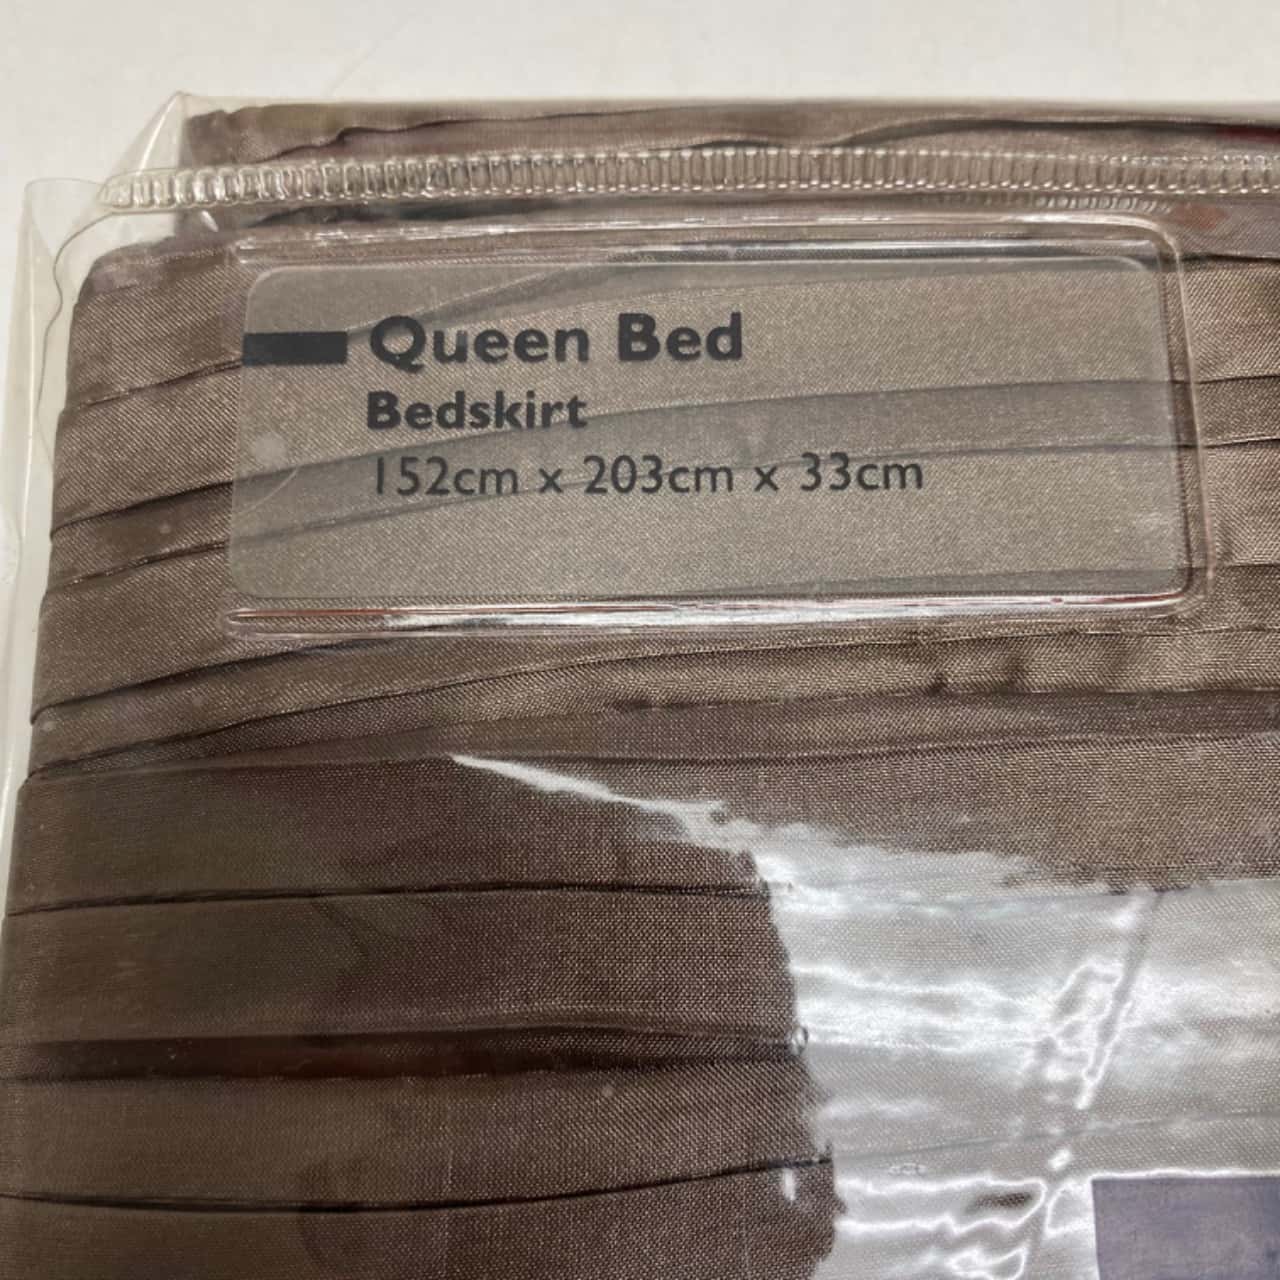 Queen Bed
Bedskirt
152cm x 203cm x 33cm